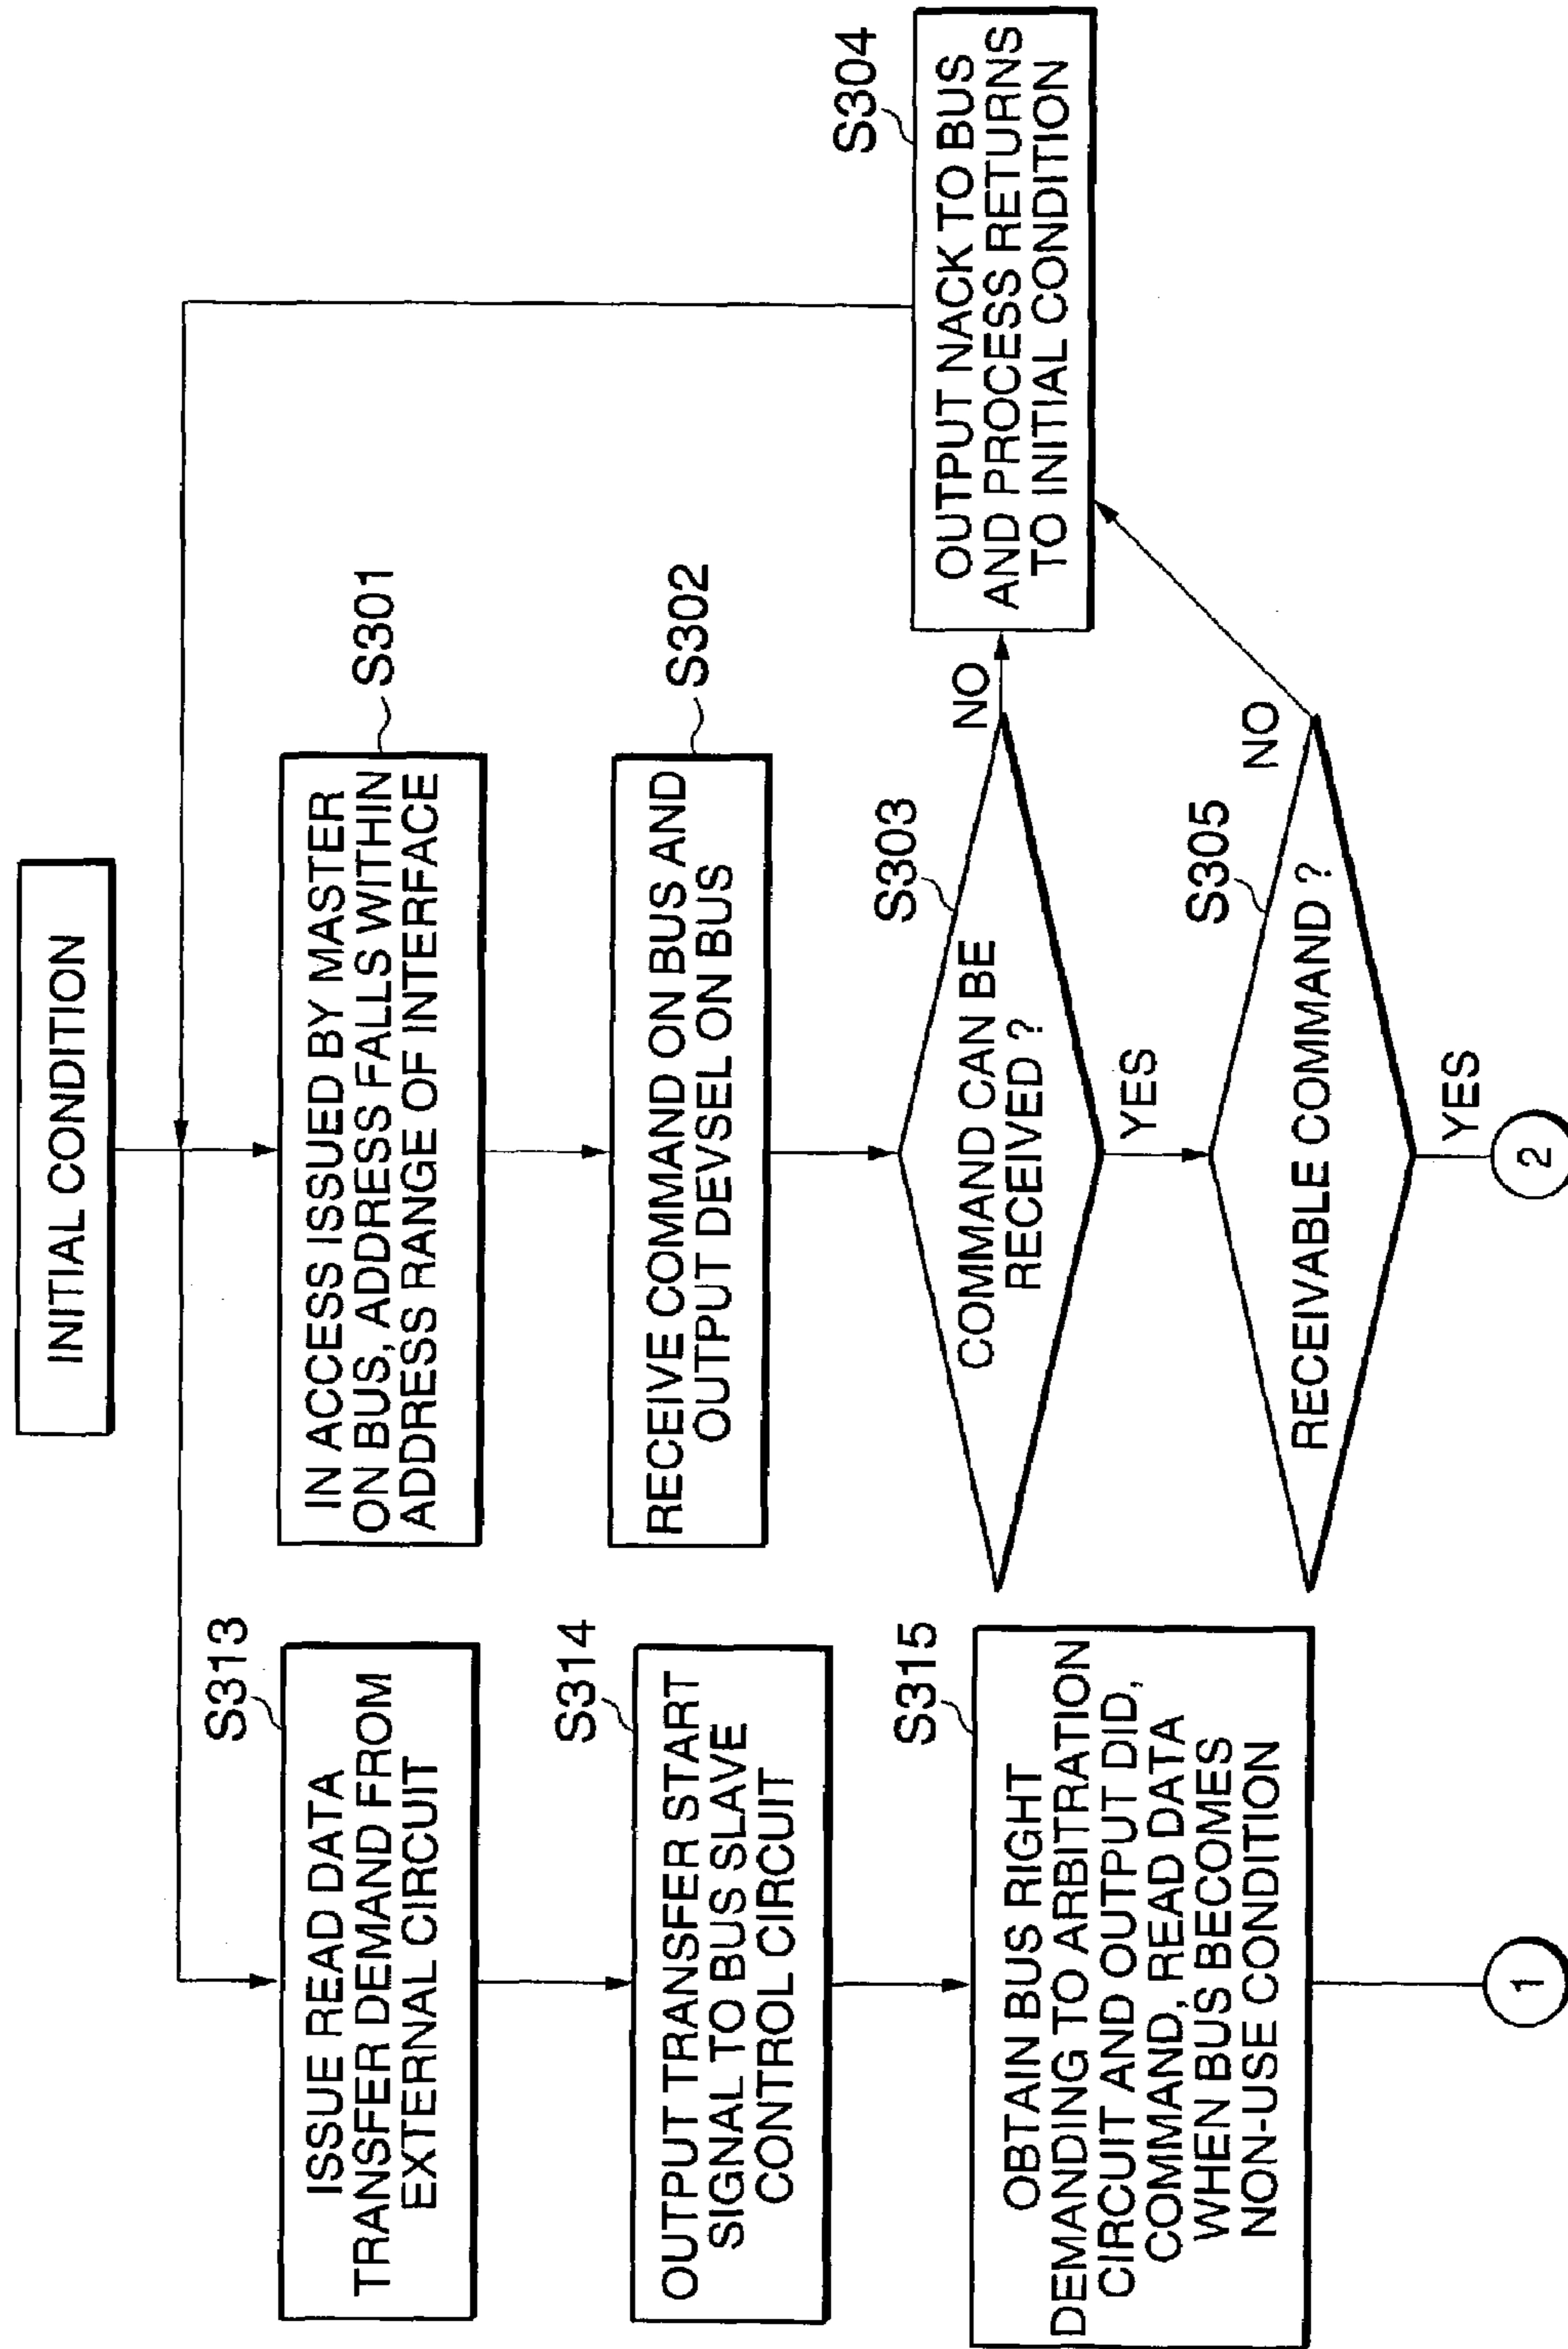 INITIAL CONDITION
S313
ISSUE READ DATA
TRANSFER DEMAND FROM
EXTERNAL CIRCUIT
S314
OUTPUT TRANSFER START
SIGNAL TO BUS SLAVE
CONTROL CIRCUIT
S315
OBTAIN BUS RIGHT
DEMANDING TO ARBITRATION
CIRCUIT AND OUTPUT DID,
COMMAND, READ DATA
WHEN BUS BECOMES
NON-USE CONDITION
1
S301
IN ACCESS ISSUED BY MASTER
ON BUS, ADDRESS FALLS WITHIN
ADDRESS RANGE OF INTERFACE
S302
RECEIVE COMMAND ON BUS AND
OUTPUT DEVSEL ON BUS
S303
COMMAND CAN BE
RECEIVED ?
NO
YES
S304
OUTPUT NACK TO BUS
AND PROCESS RETURNS
TO INITIAL CONDITION
S305
RECEIVABLE COMMAND ?
NO
YES
2